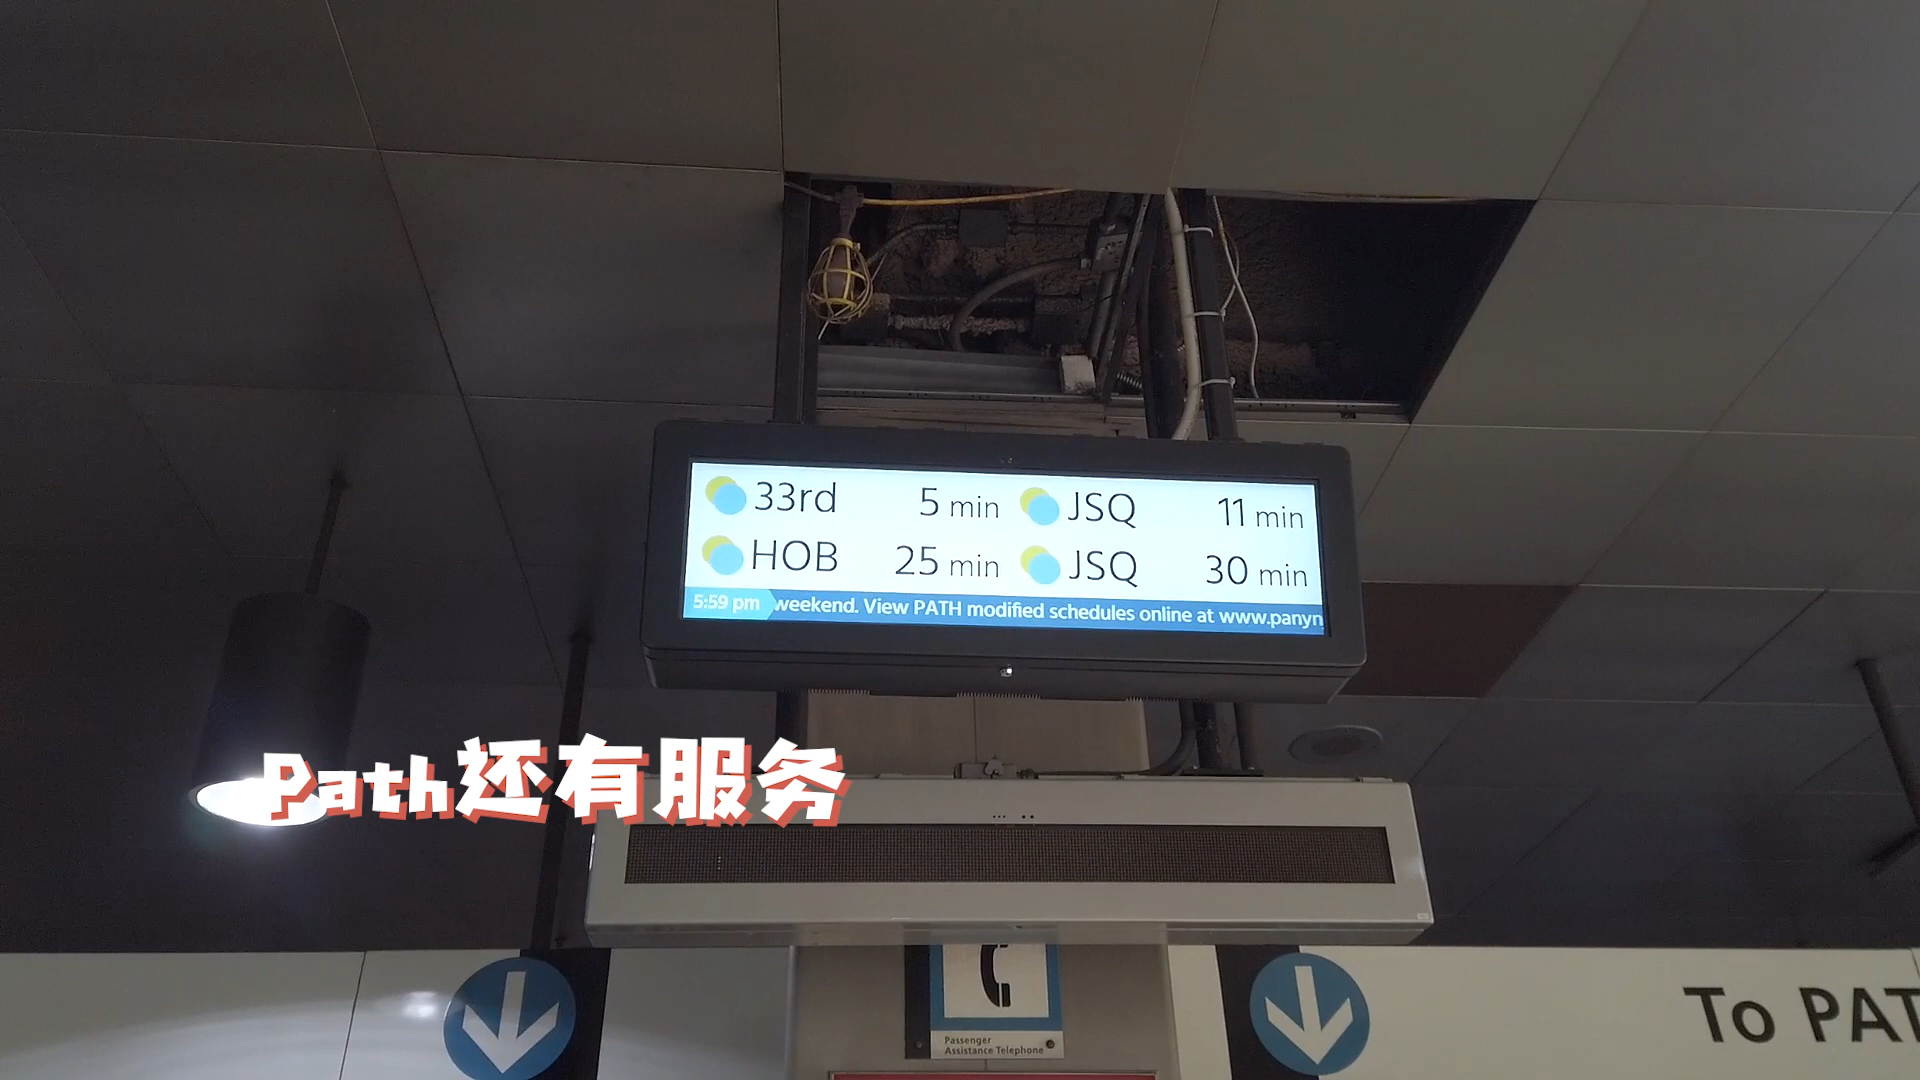 33rd 5 min JSQ 11 min
HOB 25 min JSQ 30 min
5:59 pm weekend. View PATH modified schedules online at www.panyn
Path还有服务
Passenger
Assistance Telephone
To PAT